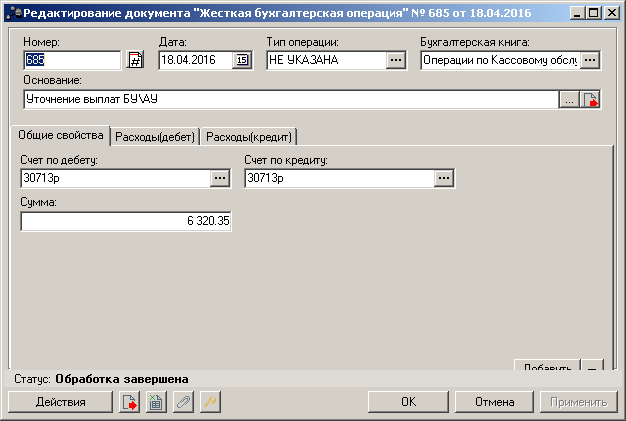 Редактирование документа "Жесткая бухгалтерская операция" № 685 от 18.04.2016
Номер: Дата: Тип операции: Бухгалтерская книга:
685 # 18.04.2016 15 НЕ УКАЗАНА ... Операции по Кассовому обслу ...
Основание:
Уточнение выплат БУ\АУ ...
Общие свойства Расходы(дебет) Расходы(кредит)
Счет по дебету: Счет по кредиту:
30713р ... 30713р ...
Сумма:
6 320.35
Добавить
Статус: Обработка завершена
Действия OK Отмена Применить